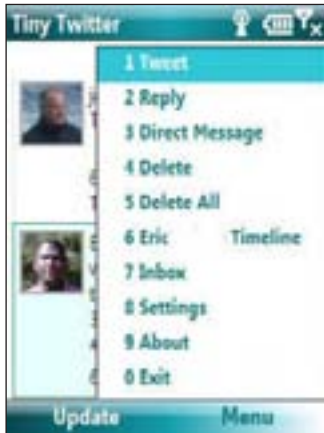 Tiny Twitter
1 Tweet
2 Reply
3 Direct Message
4 Delete
5 Delete All
6 Eric Timeline
7 Inbox
8 Settings
9 About
0 Exit
Update Menu